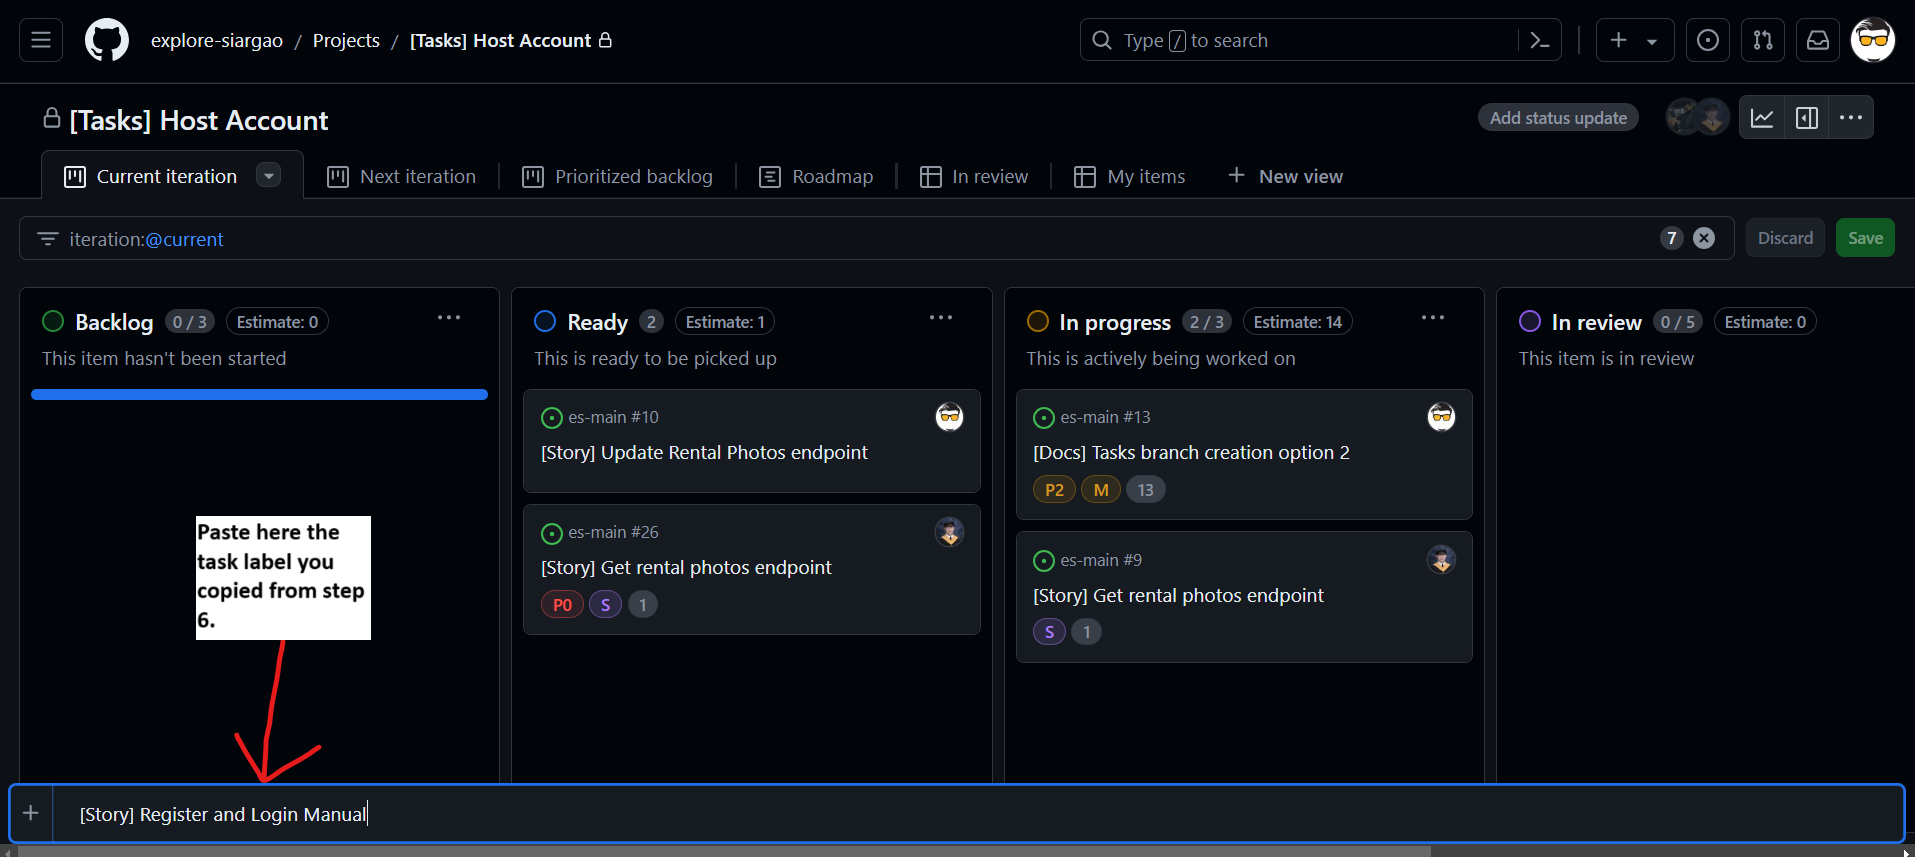 explore-siargao / Projects / [Tasks] Host Account
Type / to search
[Tasks] Host Account
Add status update
Current iteration
Next iteration
Prioritized backlog
Roadmap
In review
My items
+ New view
iteration:@current
7
Discard
Save
Backlog 0 / 3 Estimate: 0
This item hasn't been started
Ready 2 Estimate: 1
This is ready to be picked up
es-main #10
[Story] Update Rental Photos endpoint
es-main #26
[Story] Get rental photos endpoint
P0 S 1
In progress 2 / 3 Estimate: 14
This is actively being worked on
es-main #13
[Docs] Tasks branch creation option 2
P2 M 13
es-main #9
[Story] Get rental photos endpoint
S 1
In review 0 / 5 Estimate: 0
This item is in review
Paste here the
task label you
copied from step
6.
+ [Story] Register and Login Manual